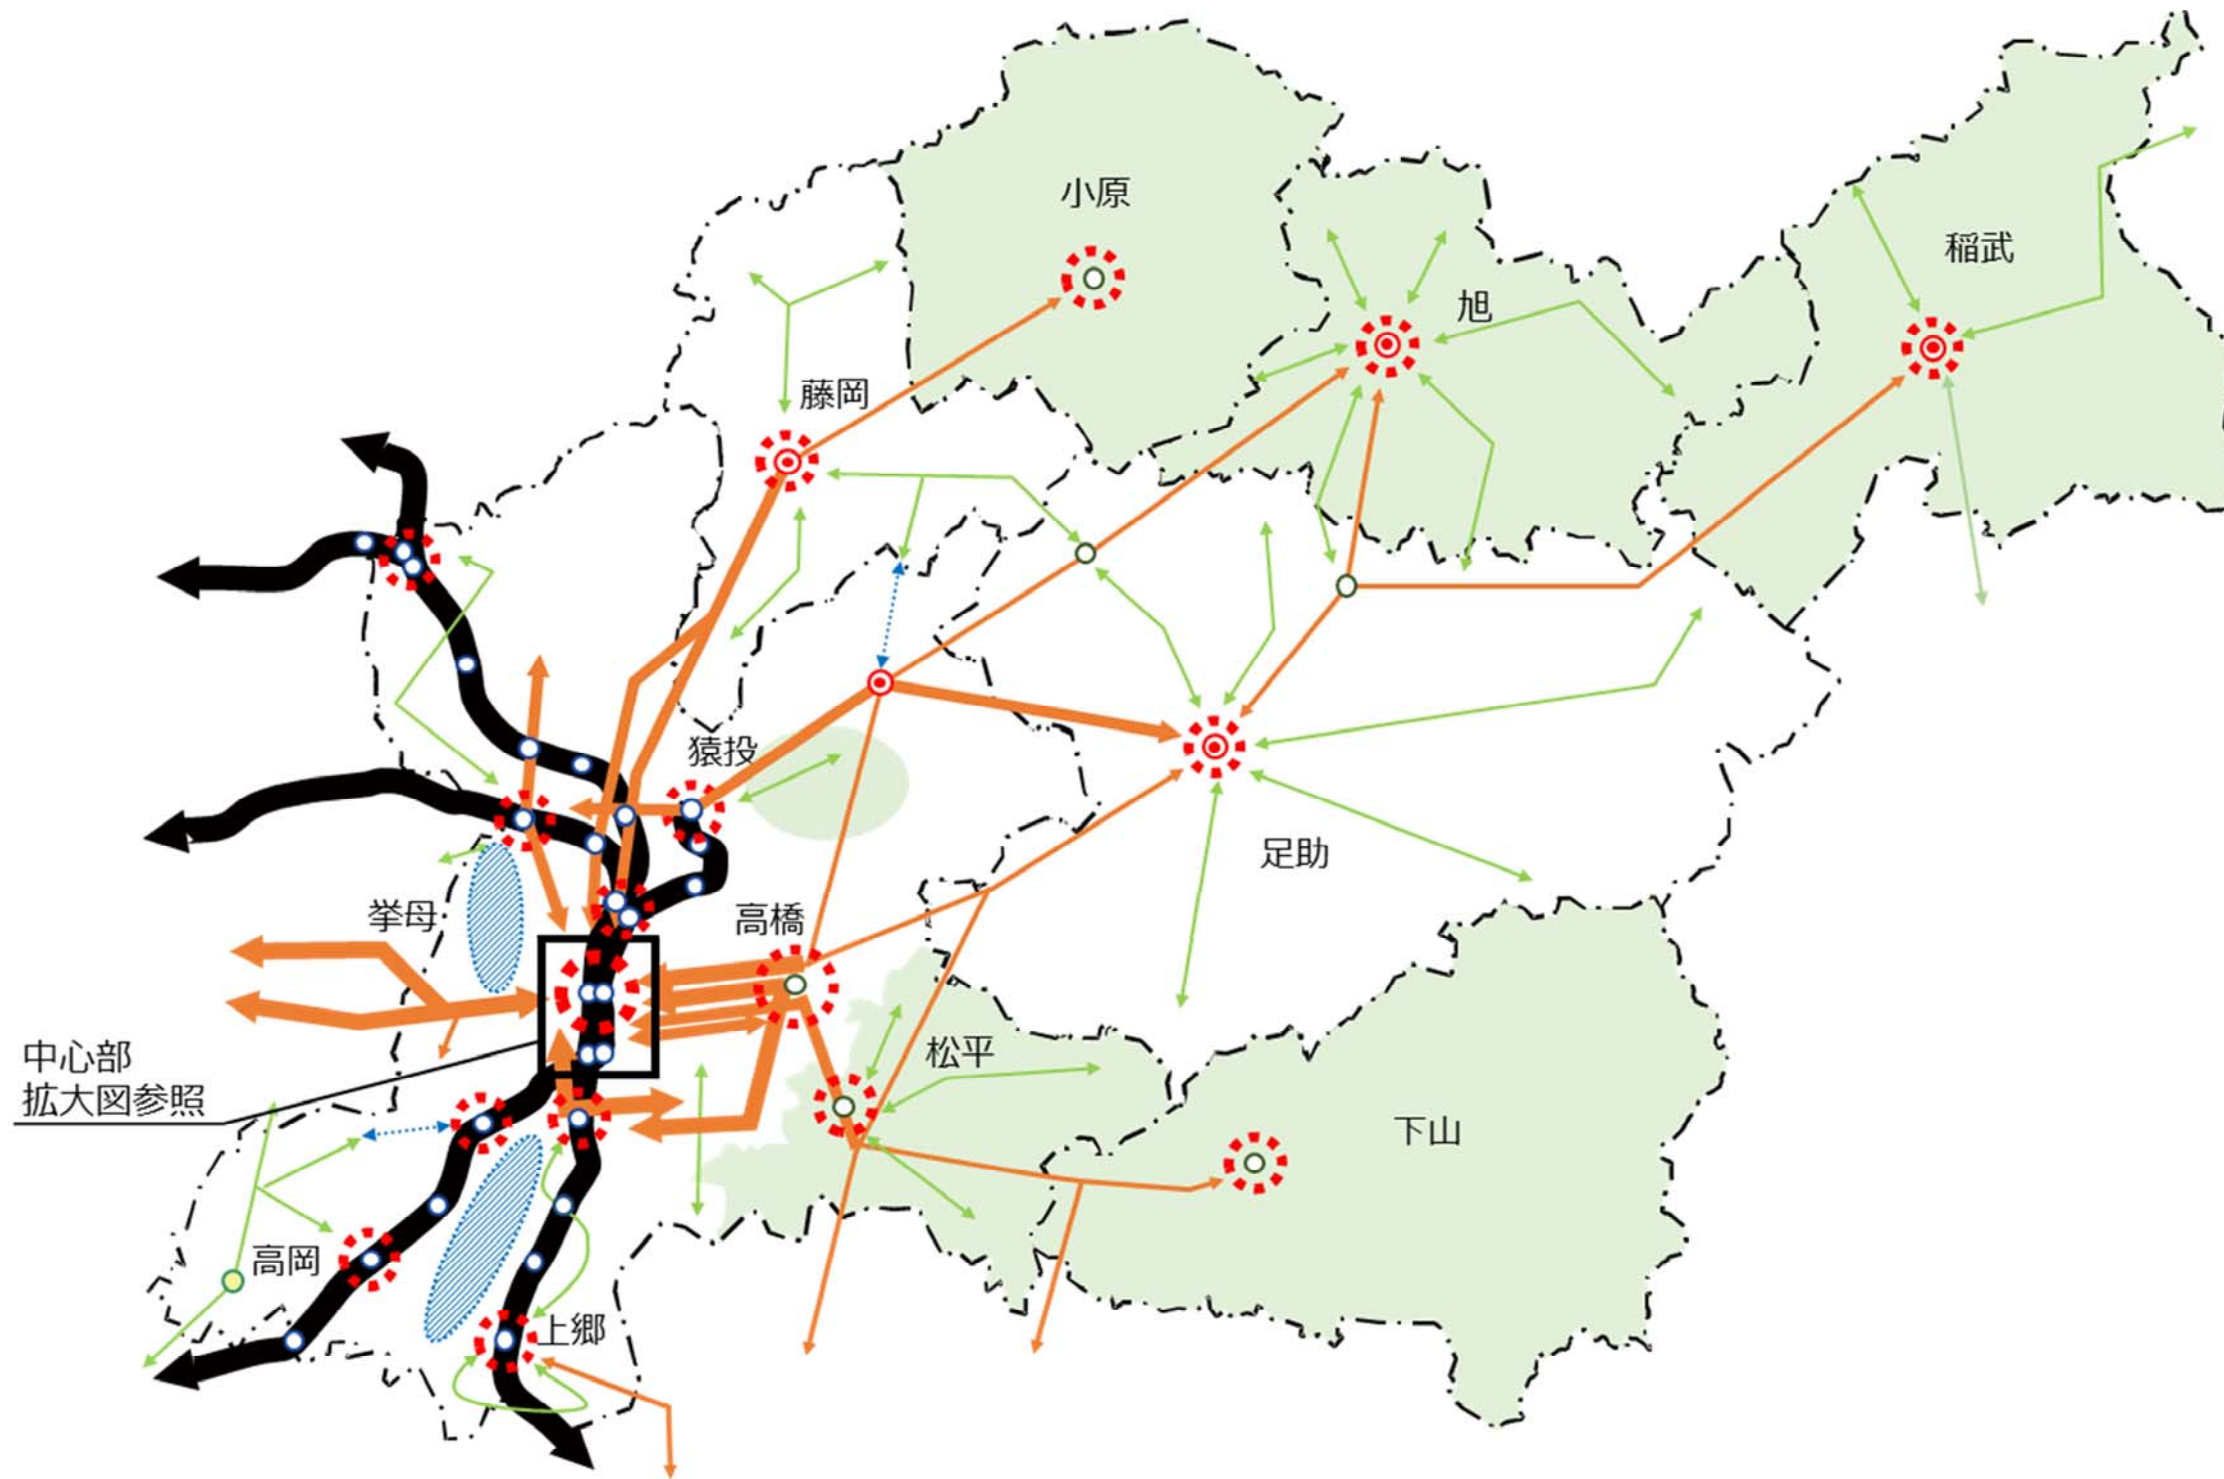 小原
稲武
旭
藤岡
猿投
足助
挙母
高橋
中心部
拡大図参照
松平
下山
高岡
上郷